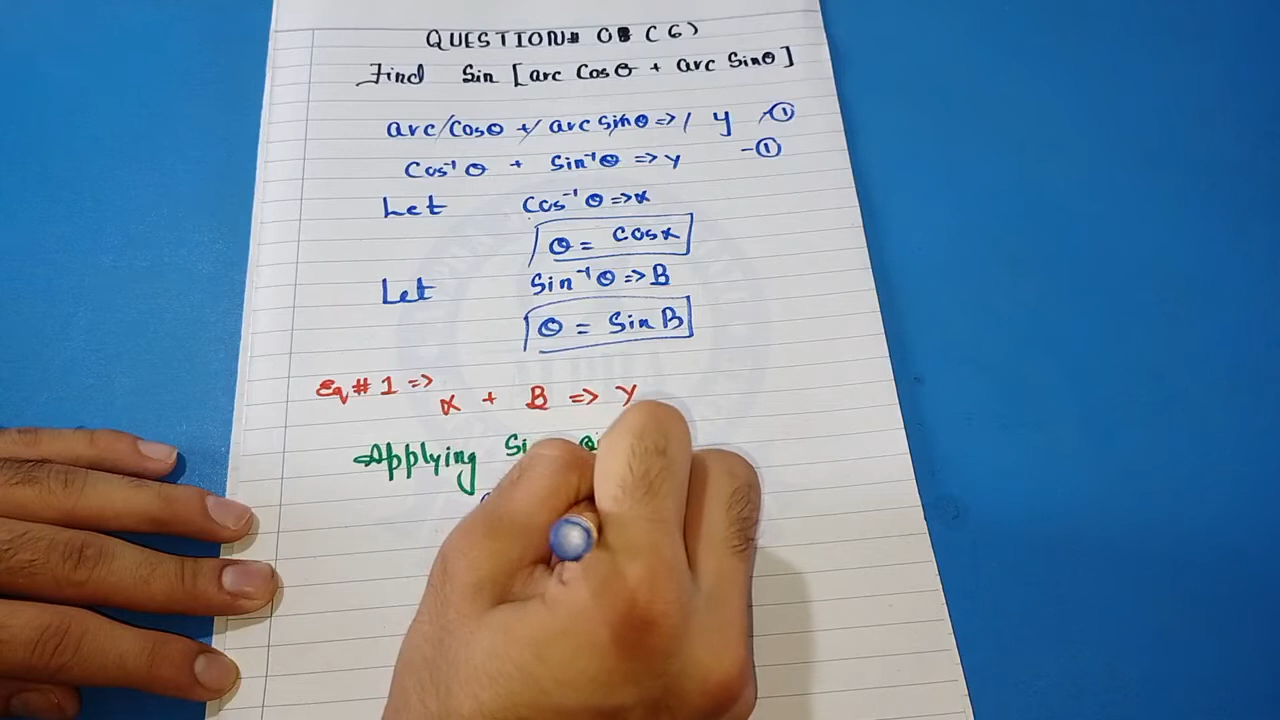 QUESTION# 0 (6)
Find Sin [arc Cosθ + arc Sinθ]
arc/cosθ + arc sinθ => y ①
Cos⁻¹θ + Sin⁻¹θ => y -①
Let Cos⁻¹θ => α
θ = cosα
Let Sin⁻¹θ => B
θ = Sin B
Eq # 1 => α + B => y
Applying